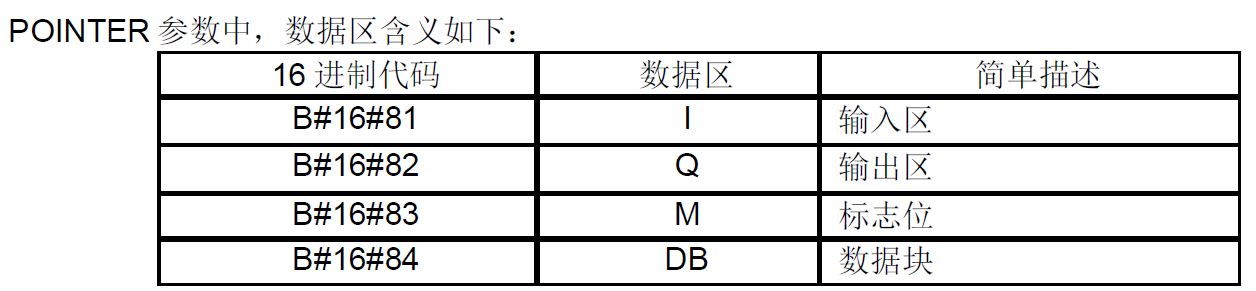 POINTER 参数中，数据区含义如下：
16 进制代码 数据区 简单描述
B#16#81 I 输入区
B#16#82 Q 输出区
B#16#83 M 标志位
B#16#84 DB 数据块